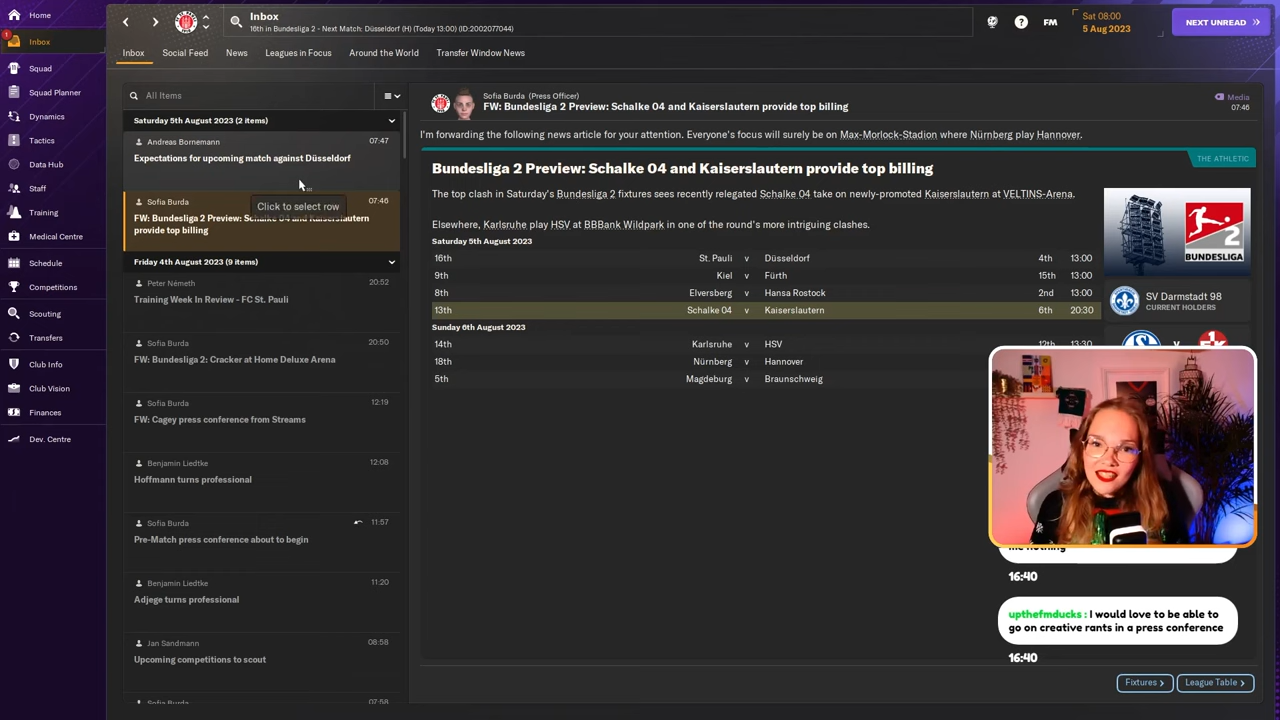 Home
Inbox
1
Squad
Squad Planner
Dynamics
Tactics
Data Hub
Staff
Training
Medical Centre
Schedule
Competitions
Scouting
Transfers
Club Info
Club Vision
Finances
Dev. Centre
Inbox
16th in Bundesliga 2 - Next Match: Düsseldorf (H) (Today 13:00) (ID:2002077044)
FM
Sat 08:00
5 Aug 2023
NEXT UNREAD
Inbox Social Feed News Leagues in Focus Around the World Transfer Window News
All Items
Saturday 5th August 2023 (2 items)
Andreas Bornemann 07:47
Expectations for upcoming match against Düsseldorf
Click to select row
Sofia Burda 07:46
FW: Bundesliga 2 Preview: Schalke 04 and Kaiserslautern
provide top billing
Friday 4th August 2023 (9 items)
Peter Németh 20:52
Training Week In Review - FC St. Pauli
Sofia Burda 20:50
FW: Bundesliga 2: Cracker at Home Deluxe Arena
Sofia Burda 12:19
FW: Cagey press conference from Streams
Benjamin Liedtke 12:08
Hoffmann turns professional
Sofia Burda 11:57
Pre-Match press conference about to begin
Benjamin Liedtke 11:20
Adjege turns professional
Jan Sandmann 08:58
Upcoming competitions to scout
Sofia Burda 07:58
Sofia Burda (Press Officer)
FW: Bundesliga 2 Preview: Schalke 04 and Kaiserslautern provide top billing
Media
07:46
I'm forwarding the following news article for your attention. Everyone's focus will surely be on Max-Morlock-Stadion where Nürnberg play Hannover.
THE ATHLETIC
Bundesliga 2 Preview: Schalke 04 and Kaiserslautern provide top billing
The top clash in Saturday's Bundesliga 2 fixtures sees recently relegated Schalke 04 take on newly-promoted Kaiserslautern at VELTINS-Arena.
Elsewhere, Karlsruhe play HSV at BBBank Wildpark in one of the round's more intriguing clashes.
Saturday 5th August 2023
16th St. Pauli v Düsseldorf 4th 13:00
9th Kiel v Fürth 15th 13:00
8th Elversberg v Hansa Rostock 2nd 13:00
13th Schalke 04 v Kaiserslautern 6th 20:30
Sunday 6th August 2023
14th Karlsruhe v HSV 12th 13:30
18th Nürnberg v Hannover
5th Magdeburg v Braunschweig
2
BUNDESLIGA
SV Darmstadt 98
CURRENT HOLDERS
v
me nothing
16:40
upthefmducks : I would love to be able to
go on creative rants in a press conference
16:40
Fixtures
League Table